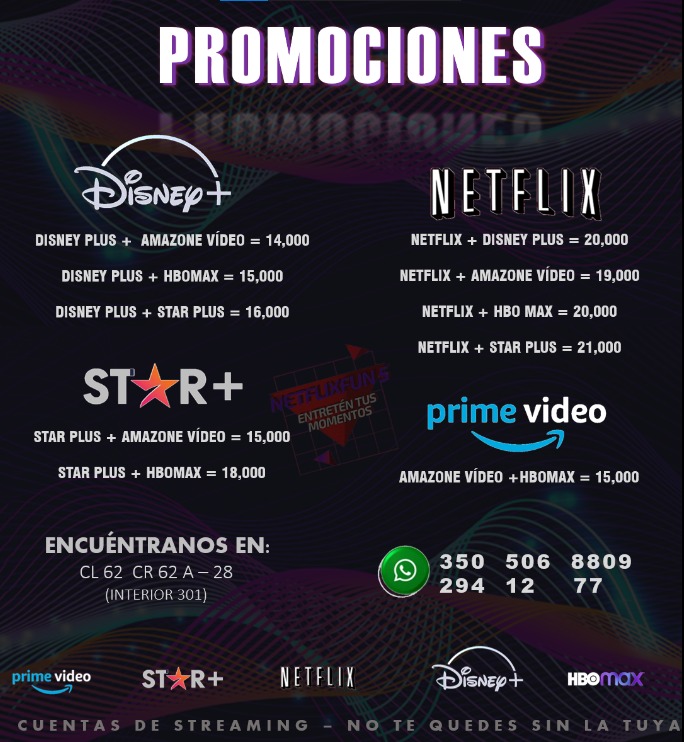 PROMOCIONES
Disney+
DISNEY PLUS + AMAZONE VÍDEO = 14,000
DISNEY PLUS + HBOMAX = 15,000
DISNEY PLUS + STAR PLUS = 16,000
NETFLIX
NETFLIX + DISNEY PLUS = 20,000
NETFLIX + AMAZONE VÍDEO = 19,000
NETFLIX + HBO MAX = 20,000
NETFLIX + STAR PLUS = 21,000
STAR+
STAR PLUS + AMAZONE VÍDEO = 15,000
STAR PLUS + HBOMAX = 18,000
NETFLIXFUN S
ENTRETÉN TUS
MOMENTOS
prime video
AMAZONE VÍDEO +HBOMAX = 15,000
ENCUÉNTRANOS EN:
CL 62 CR 62 A – 28
(INTERIOR 301)
350 506 8809
294 12 77
prime video STAR+ NETFLIX Disney+ HBOmax
CUENTAS DE STREAMING – NO TE QUEDES SIN LA TUYA